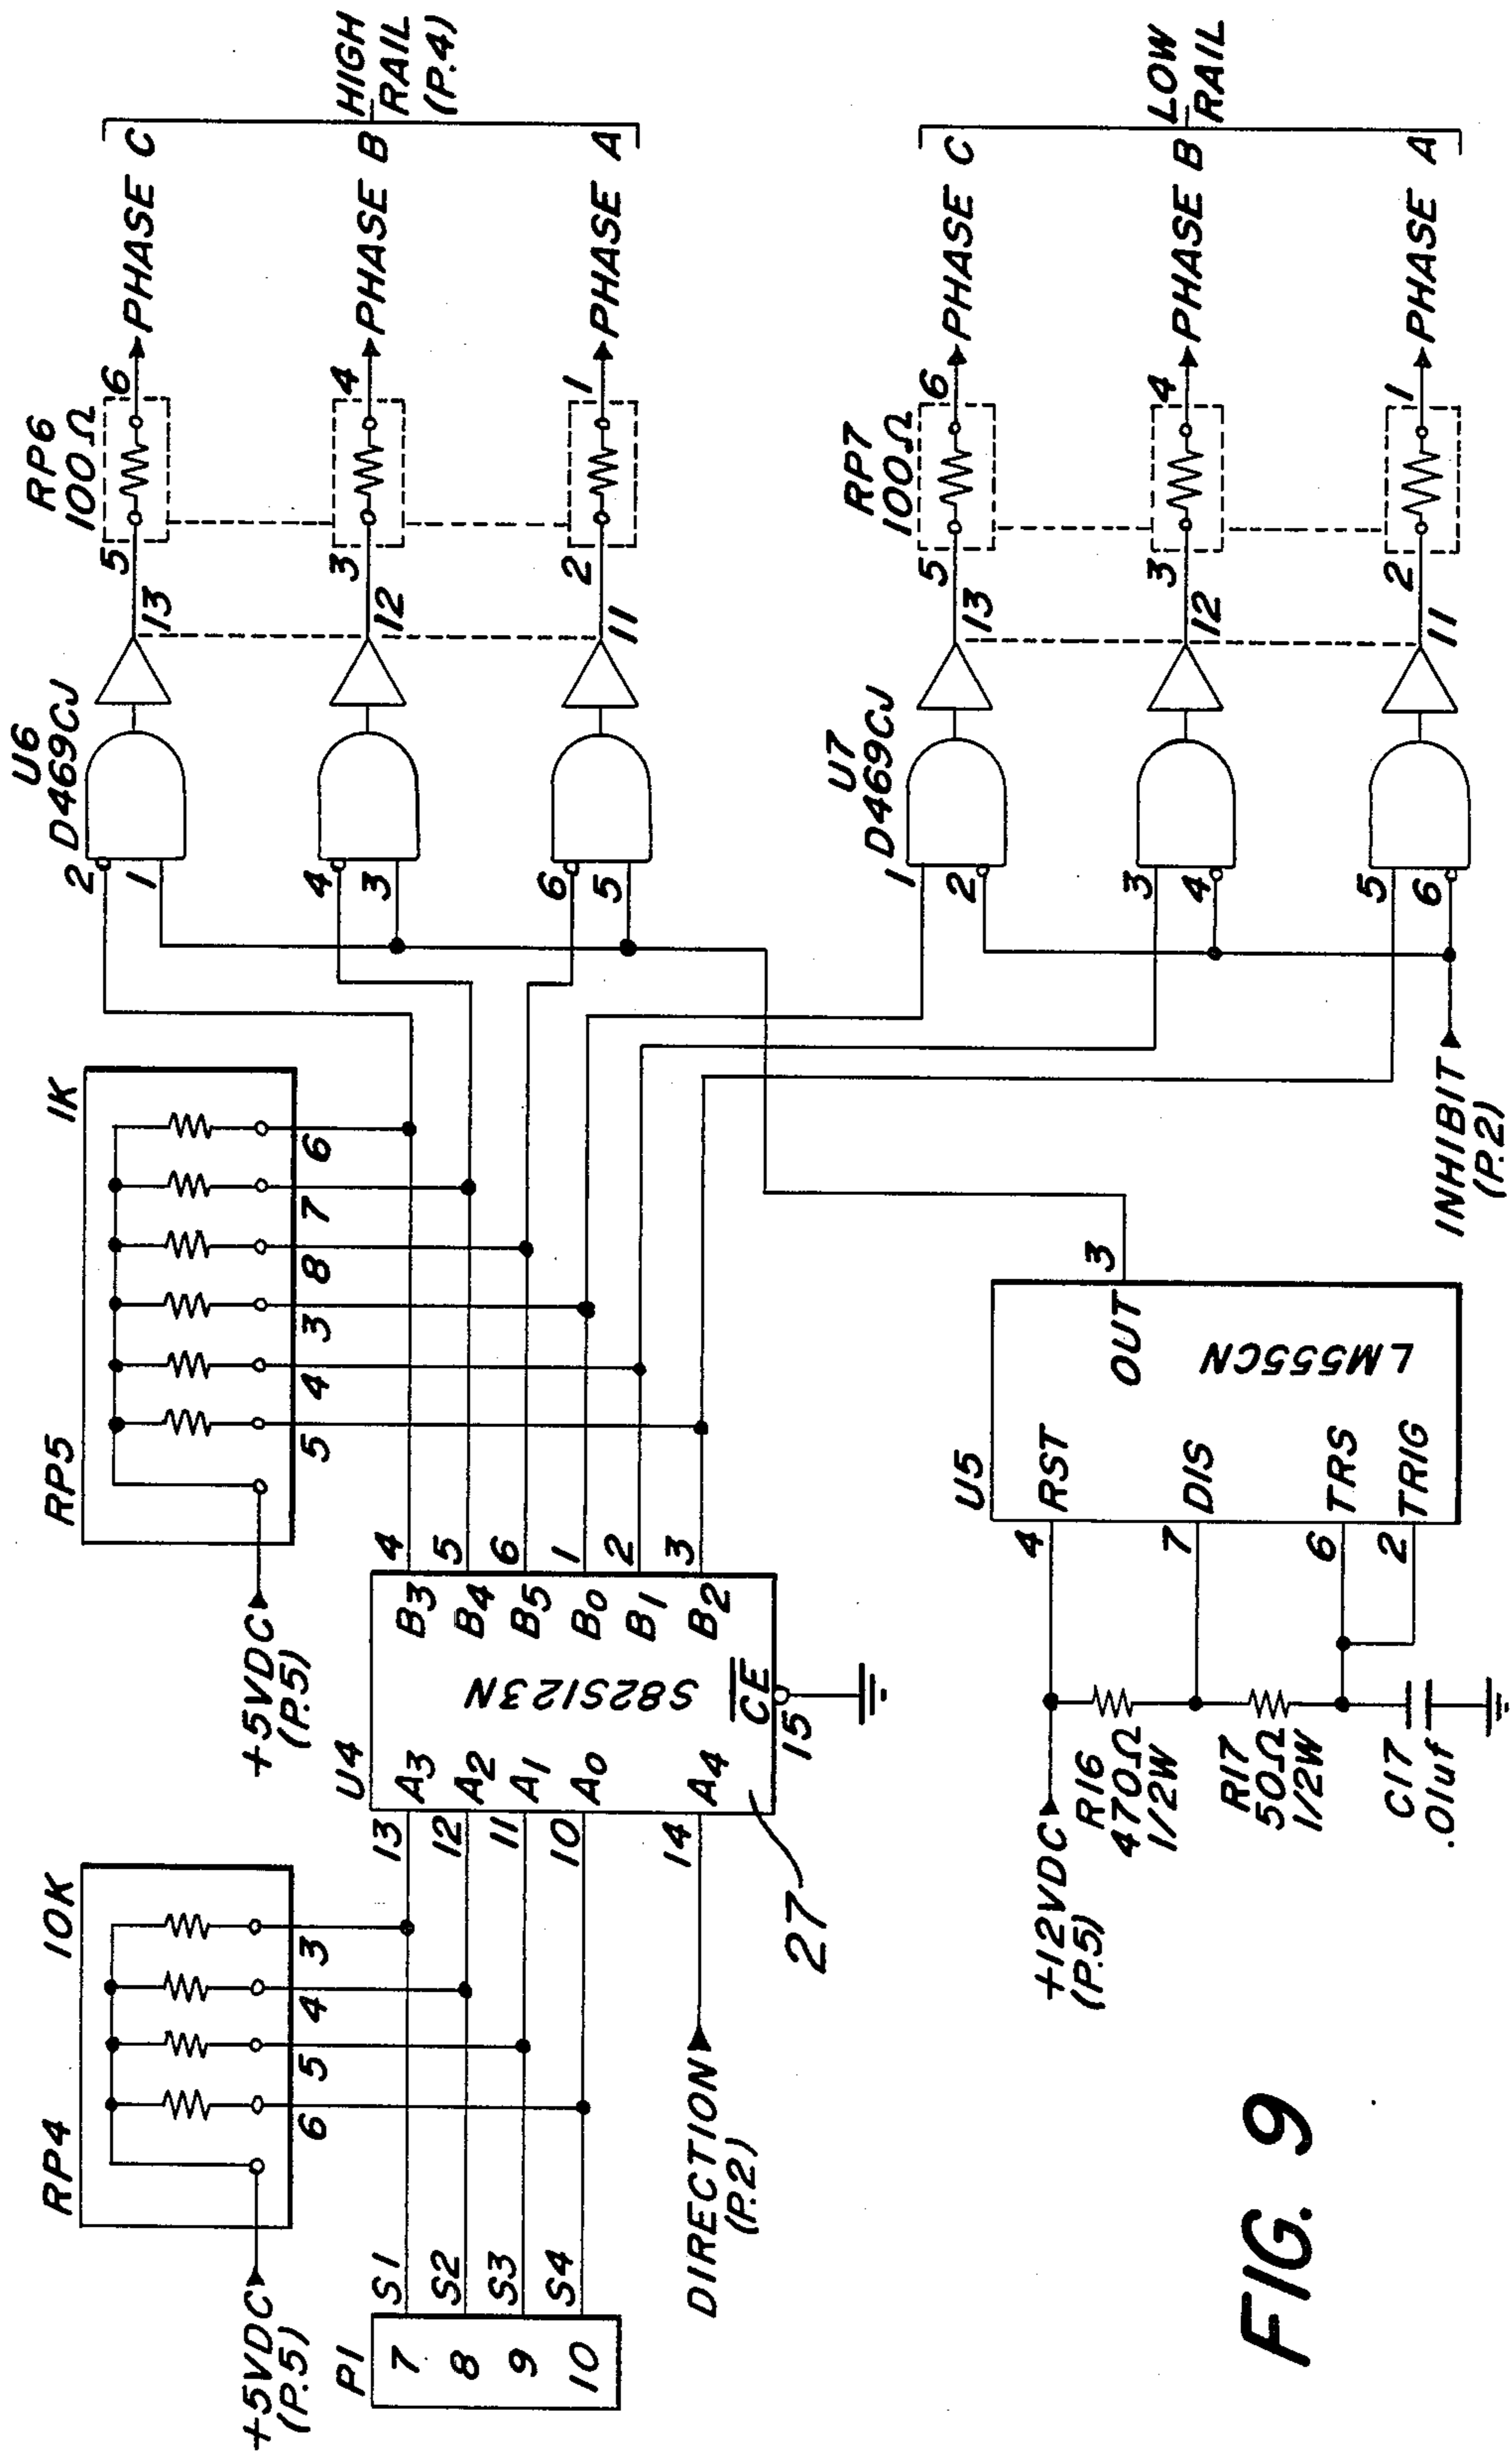 +5VDC
(P.5)
RP4
10K
6
5
4
3
P1
7
8
9
10
S1
S2
S3
S4
DIRECTION
(P.2)
13
12
11
10
14
U4
A3
A2
A1
A0
A4
S82S123N
CE
15
27
B3
B4
B5
B0
B1
B2
4
5
6
1
2
3
+5VDC
(P.5)
RP5
1K
5
4
3
8
7
6
U6
D469CJ
2
1
4
3
6
5
13
12
11
RP6
100Ω
5
6
3
4
2
1
PHASE C
PHASE B
PHASE A
HIGH
RAIL
(P.4)
U7
D469CJ
1
2
3
4
5
6
13
12
11
RP7
100Ω
5
6
3
4
2
1
PHASE C
PHASE B
PHASE A
LOW
RAIL
INHIBIT
(P.2)
+12VDC
(P.5)
R16
470Ω
1/2W
R17
50Ω
1/2W
C17
.01uf
U5
4
7
6
2
RST
DIS
TRS
TRIG
OUT
LM555CN
3
FIG. 9